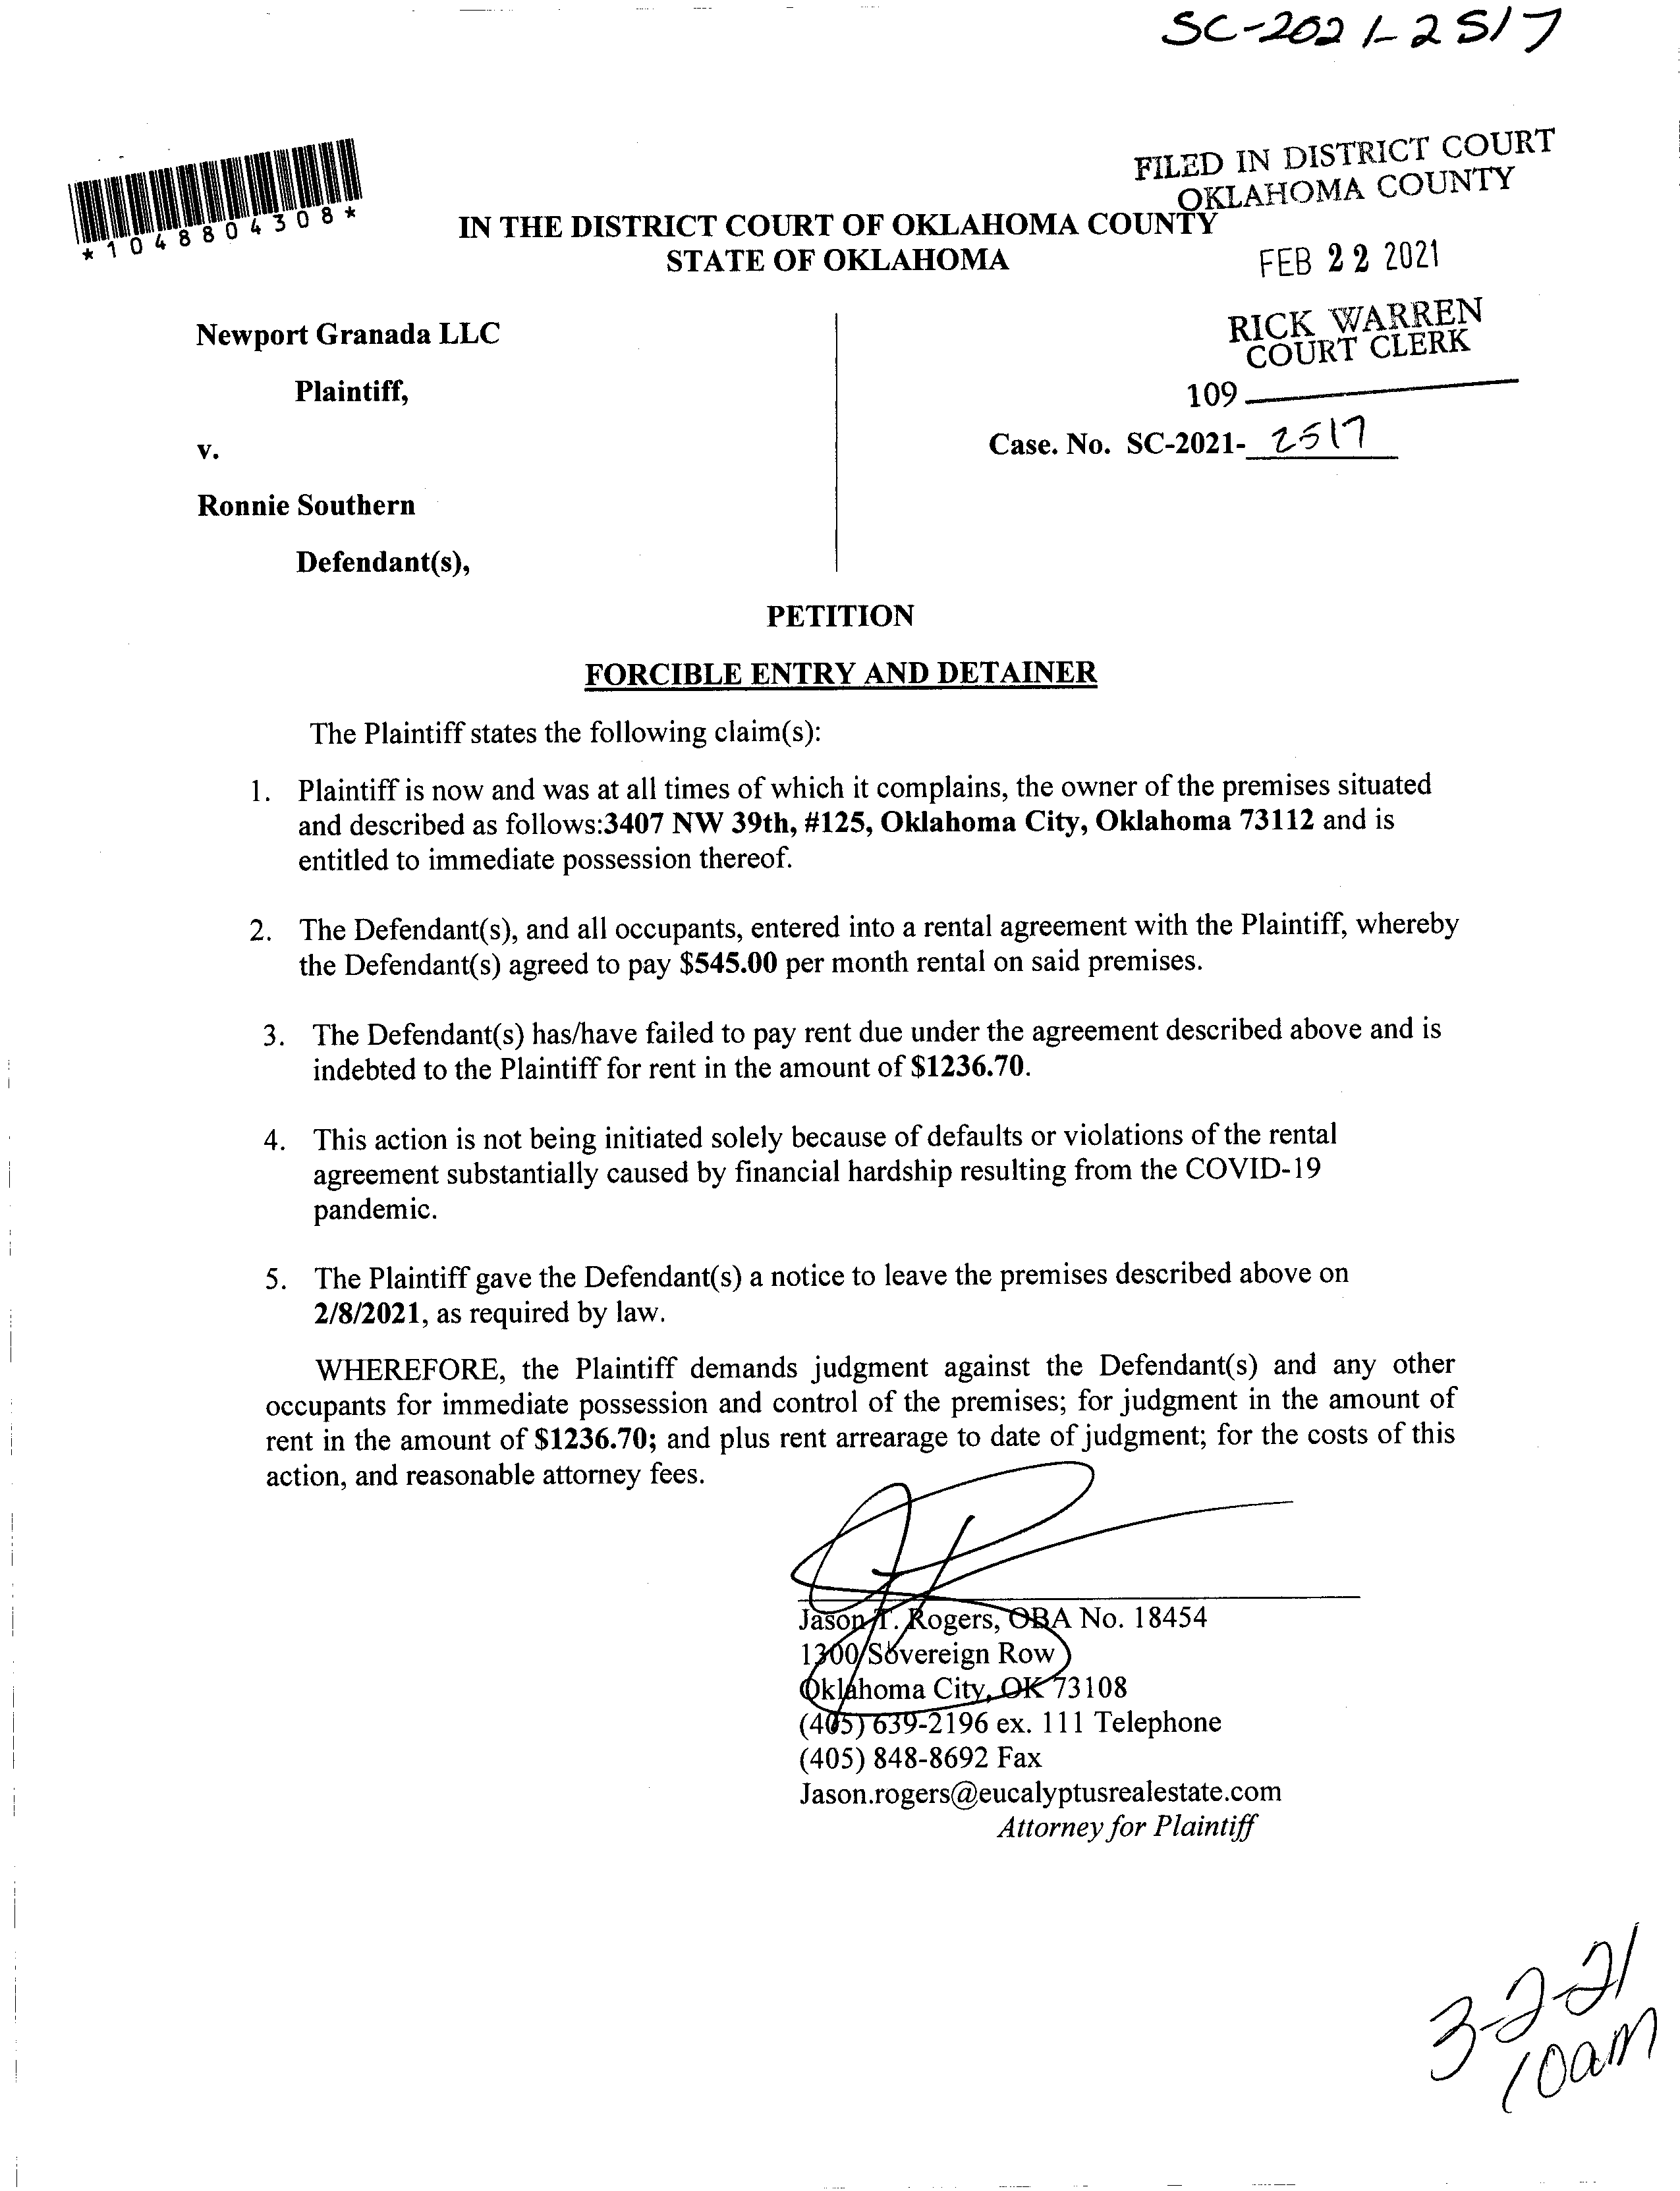 SC-2021-2517
FILED IN DISTRICT COURT
OKLAHOMA COUNTY
*1048804308*
IN THE DISTRICT COURT OF OKLAHOMA COUNTY
STATE OF OKLAHOMA
FEB 22 2021
RICK WARREN
COURT CLERK
109
Newport Granada LLC
Plaintiff,
v.
Case. No. SC-2021- 2517
Ronnie Southern
Defendant(s),
PETITION
FORCIBLE ENTRY AND DETAINER
The Plaintiff states the following claim(s):
1. Plaintiff is now and was at all times of which it complains, the owner of the premises situated
and described as follows:3407 NW 39th, #125, Oklahoma City, Oklahoma 73112 and is
entitled to immediate possession thereof.
2. The Defendant(s), and all occupants, entered into a rental agreement with the Plaintiff, whereby
the Defendant(s) agreed to pay $545.00 per month rental on said premises.
3. The Defendant(s) has/have failed to pay rent due under the agreement described above and is
indebted to the Plaintiff for rent in the amount of $1236.70.
4. This action is not being initiated solely because of defaults or violations of the rental
agreement substantially caused by financial hardship resulting from the COVID-19
pandemic.
5. The Plaintiff gave the Defendant(s) a notice to leave the premises described above on
2/8/2021, as required by law.
WHEREFORE, the Plaintiff demands judgment against the Defendant(s) and any other
occupants for immediate possession and control of the premises; for judgment in the amount of
rent in the amount of $1236.70; and plus rent arrearage to date of judgment; for the costs of this
action, and reasonable attorney fees.
Jason T. Rogers, OBA No. 18454
1300 Sovereign Row
Oklahoma City, OK 73108
(405) 639-2196 ex. 111 Telephone
(405) 848-8692 Fax
Jason.rogers@eucalyptusrealestate.com
Attorney for Plaintiff
3-2-21
10am